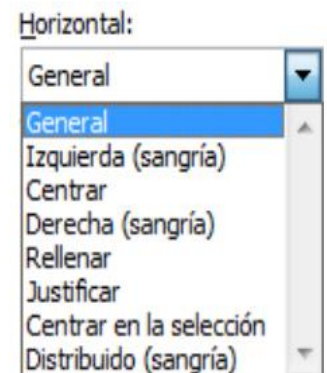 Horizontal:
General
General
Izquierda (sangría)
Centrar
Derecha (sangría)
Rellenar
Justificar
Centrar en la selección
Distribuido (sangría)